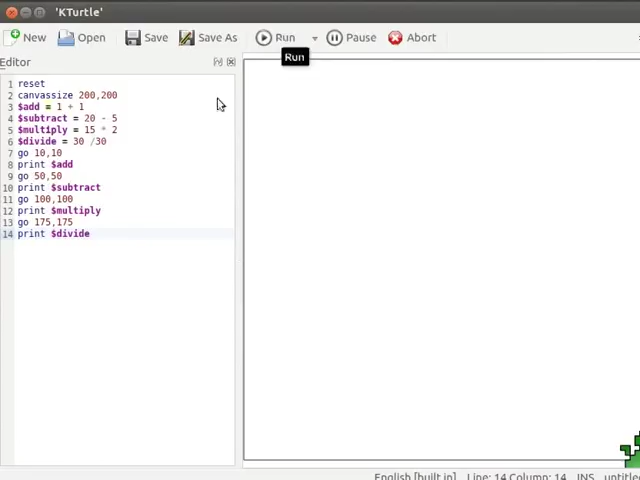 'KTurtle'
New Open Save Save As Run Pause Abort
Run
Editor
1 reset
2 canvassize 200,200
3 $add = 1 + 1
4 $subtract = 20 - 5
5 $multiply = 15 * 2
6 $divide = 30 /30
7 go 10,10
8 print $add
9 go 50,50
10 print $subtract
11 go 100,100
12 print $multiply
13 go 175,175
14 print $divide
English [built in] Line: 14 Column: 14 INS untitle